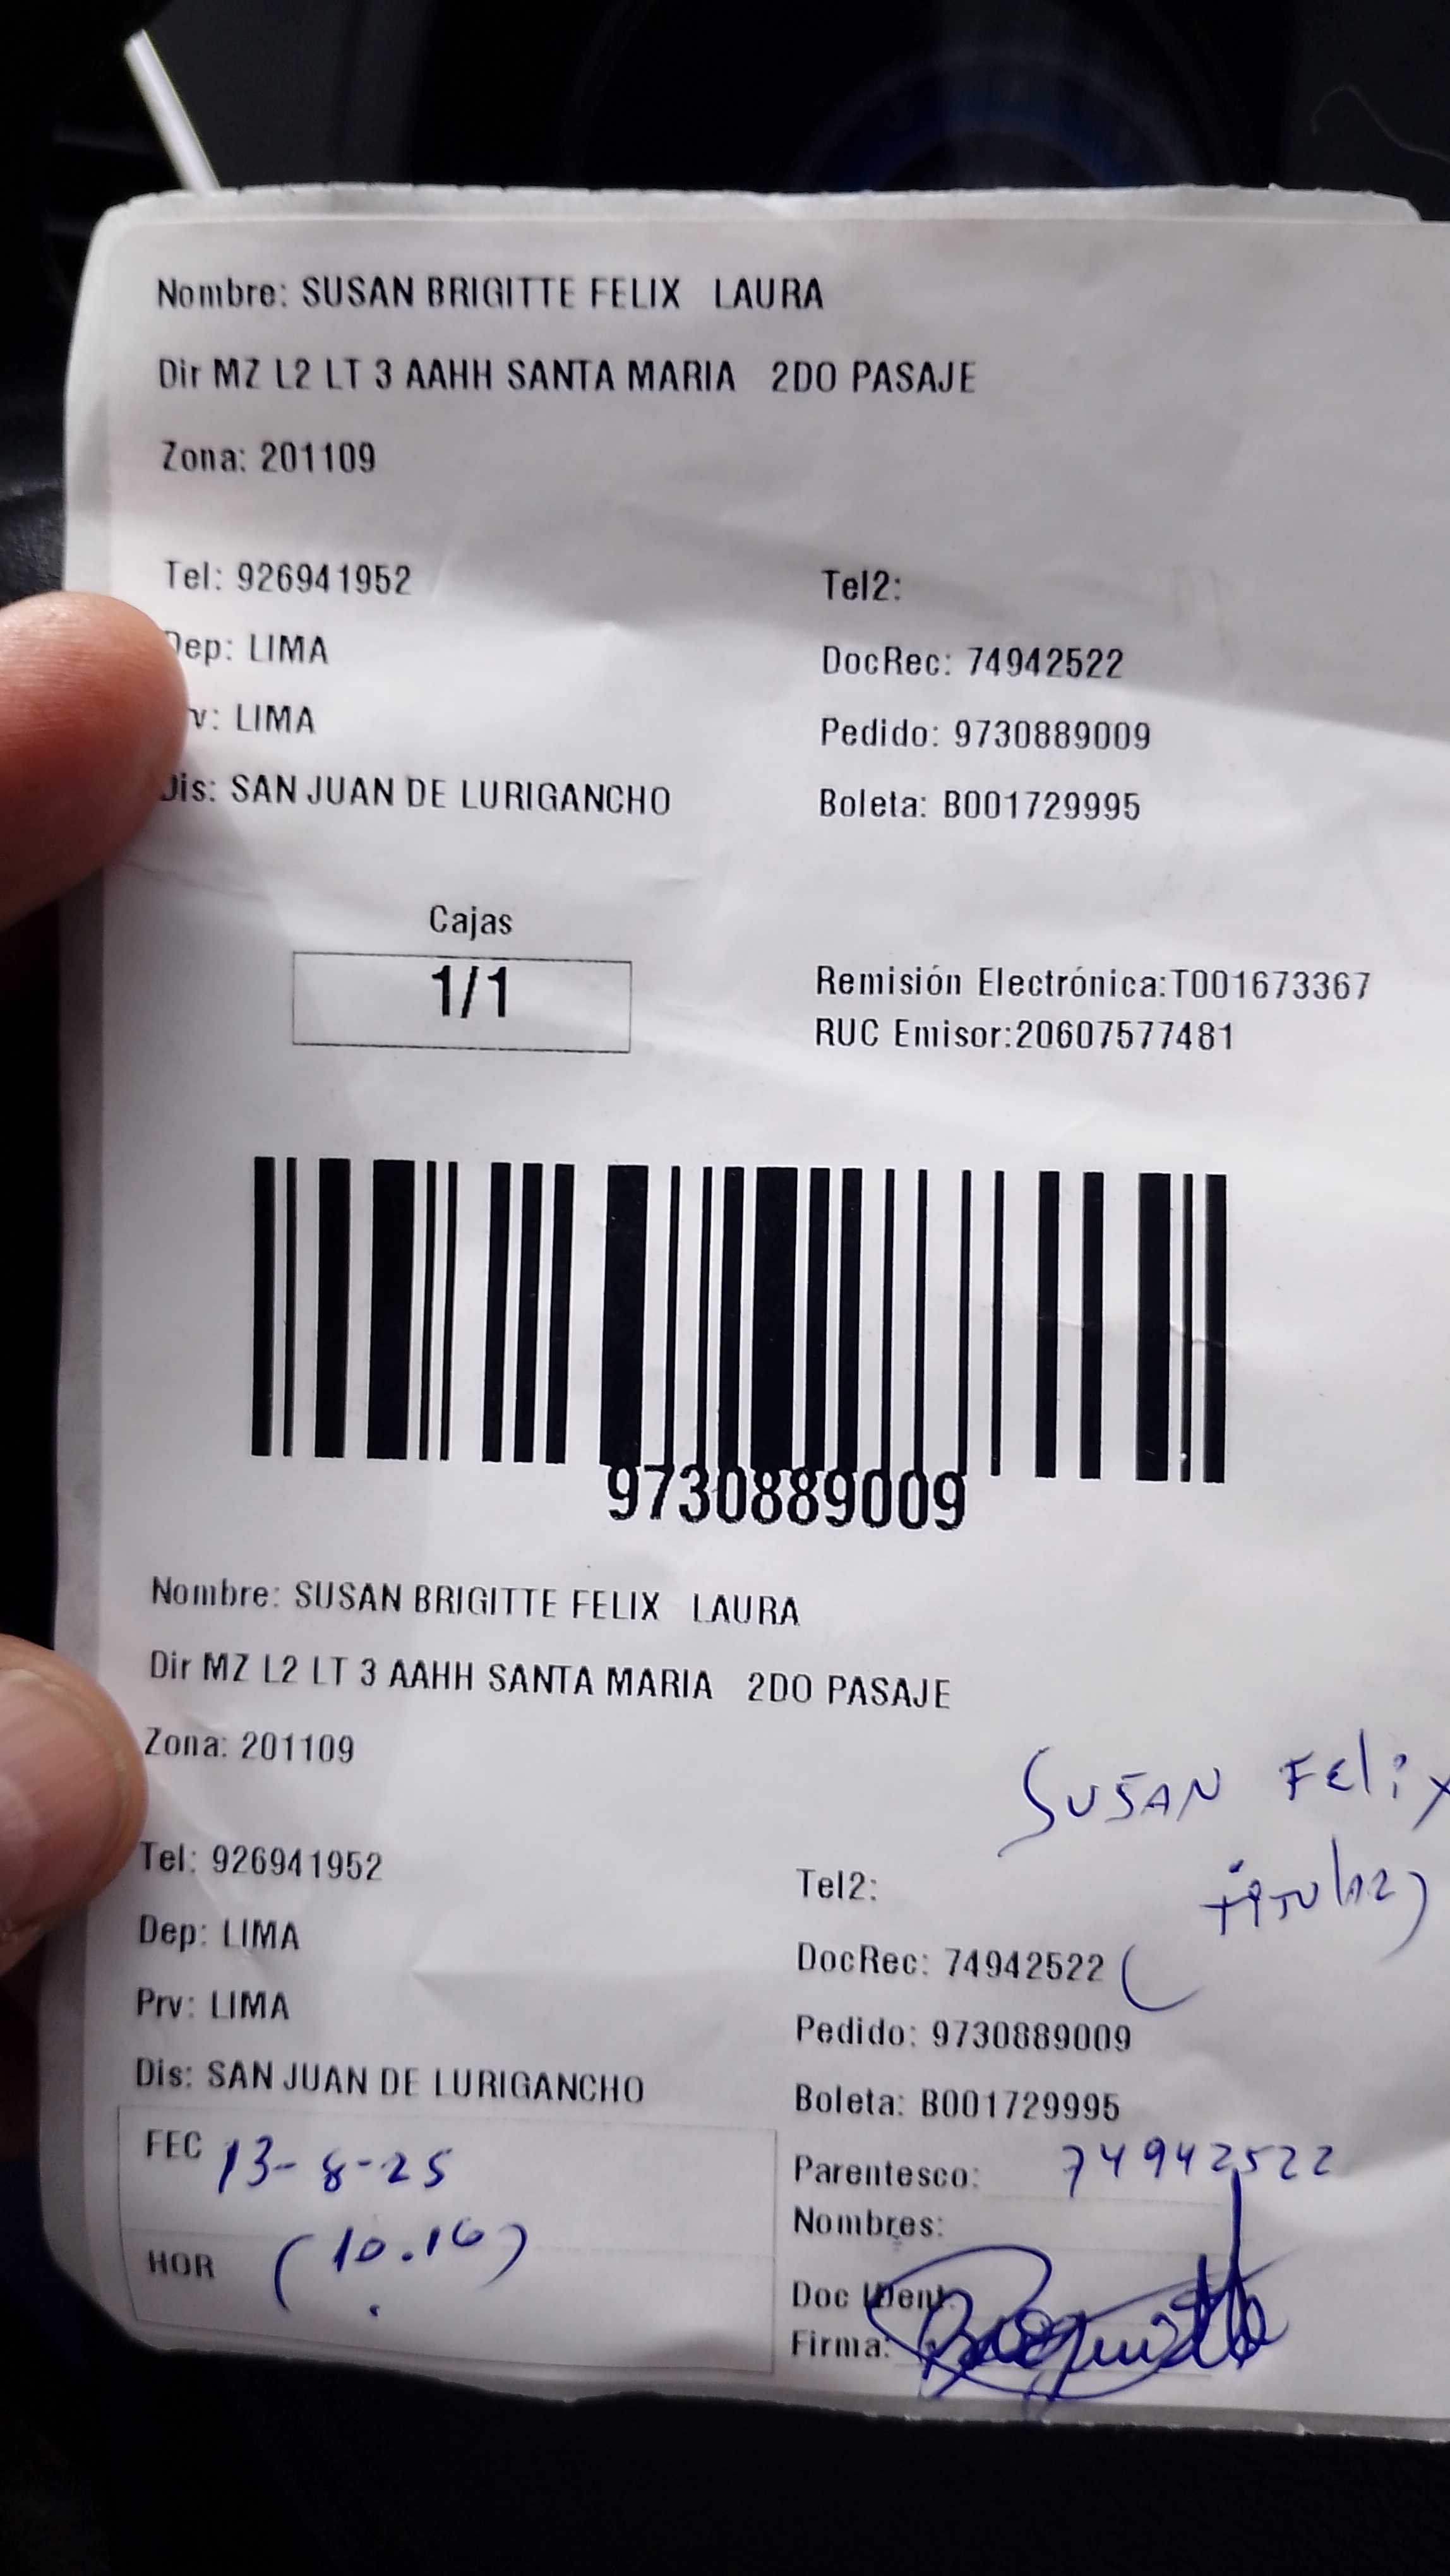 Nombre: SUSAN BRIGITTE FELIX LAURA
Dir MZ L2 LT 3 AAHH SANTA MARIA 2DO PASAJE
Zona: 201109
Tel: 926941952
Tel2:
Dep: LIMA
DocRec: 74942522
v: LIMA
Pedido: 9730889009
Dis: SAN JUAN DE LURIGANCHO
Boleta: B001729995
Cajas
1/1
Remisión Electrónica:T001673367
RUC Emisor:20607577481
9730889009
Nombre: SUSAN BRIGITTE FELIX LAURA
Dir MZ L2 LT 3 AAHH SANTA MARIA 2DO PASAJE
Zona: 201109
SUSAN FEliX
Tel: 926941952
Tel2:
titular)
Dep: LIMA
DocRec: 74942522 (
Prv: LIMA
Pedido: 9730889009
Dis: SAN JUAN DE LURIGANCHO
Boleta: B001729995
FEC 13-8-25
Parentesco: 74942522
Nombres:
HOR (10.16)
Doc Ident:
Firma: